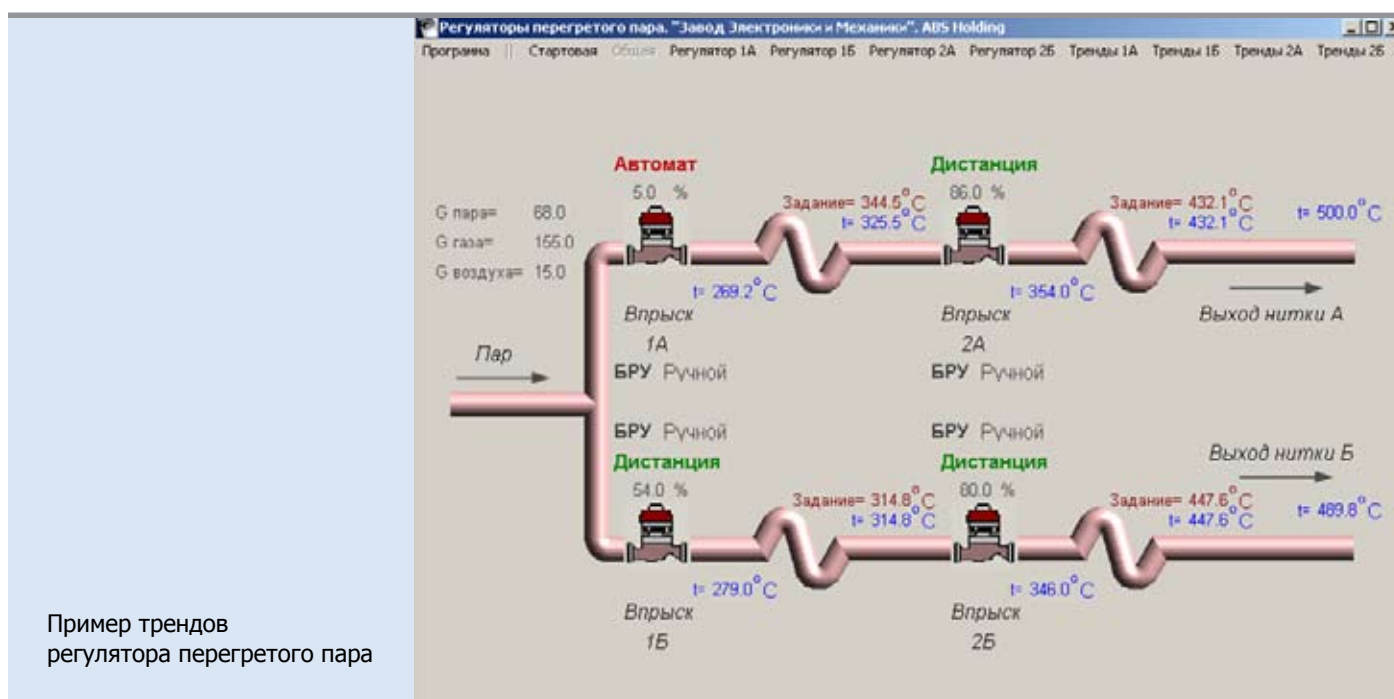 Регуляторы перегретого пара. "Завод Электроники и Механики". ABS Holding
Программа || Стартовая Общая Регулятор 1А Регулятор 1Б Регулятор 2А Регулятор 2Б Тренды 1А Тренды 1Б Тренды 2А Тренды 2Б
Автомат
5.0 %
Дистанция
86.0 %
G пара= 68.0
G газа= 155.0
G воздуха= 15.0
Задание= 344.5°C
t= 325.5°C
Задание= 432.1°C
t= 432.1°C
t= 500.0°C
t= 269.2°C
t= 354.0°C
Впрыск
1А
Впрыск
2А
Выход нитки А
Пар
БРУ Ручной
БРУ Ручной
БРУ Ручной
БРУ Ручной
Дистанция
54.0 %
Дистанция
80.0 %
Выход нитки Б
Задание= 314.8°C
t= 314.8°C
Задание= 447.6°C
t= 447.6°C
t= 489.8°C
t= 279.0°C
t= 346.0°C
Впрыск
1Б
Впрыск
2Б
Пример трендов
регулятора перегретого пара